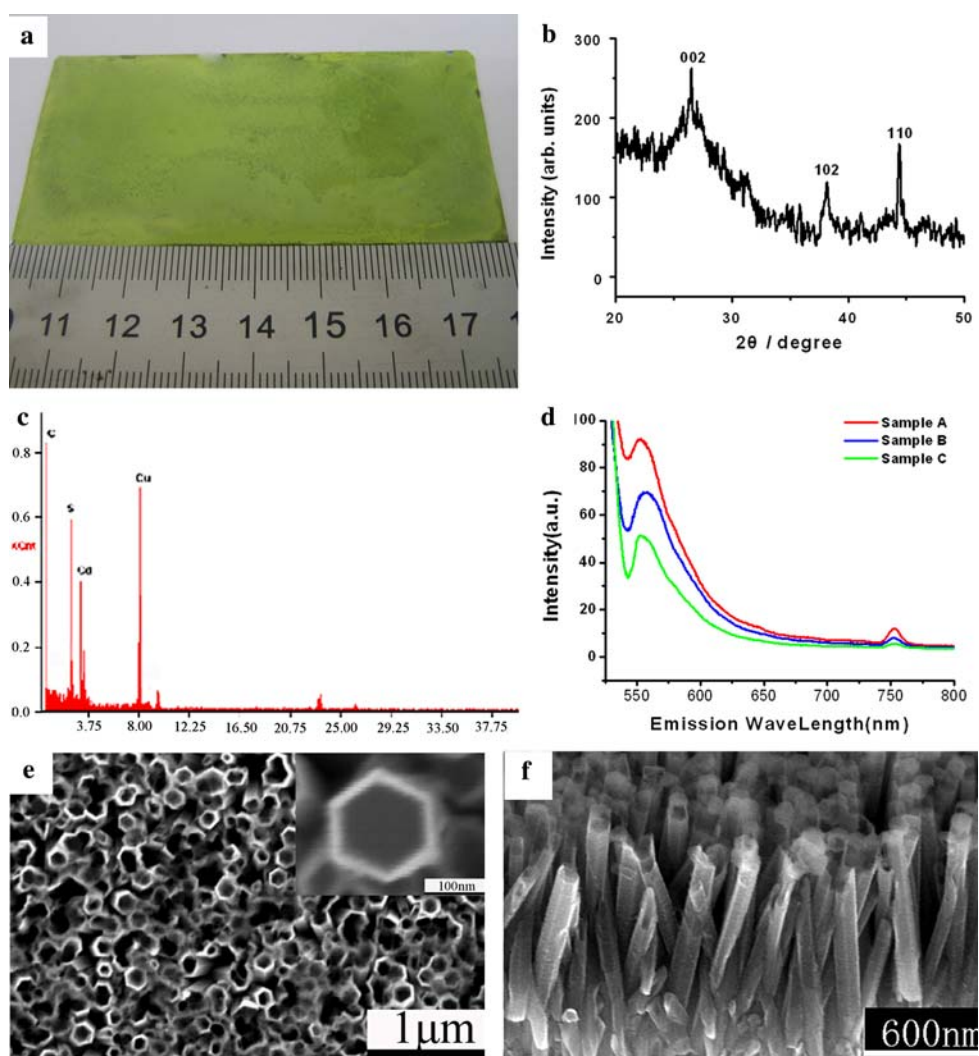 a
11 12 13 14 15 16 17
b
Intensity (arb. units)
300
200
100
0
002
102
110
20 30 40 50
2θ / degree
c
0.8
0.6
0.4
0.2
0.0
C
S
Cu
3.75 8.00 12.25 16.50 20.75 25.00 29.25 33.50 37.75
d
Intensity(a.u.)
100
80
60
40
20
0
Sample A
Sample B
Sample C
550 600 650 700 750 800
Emission WaveLength(nm)
e
100nm
1μm
f
600nm